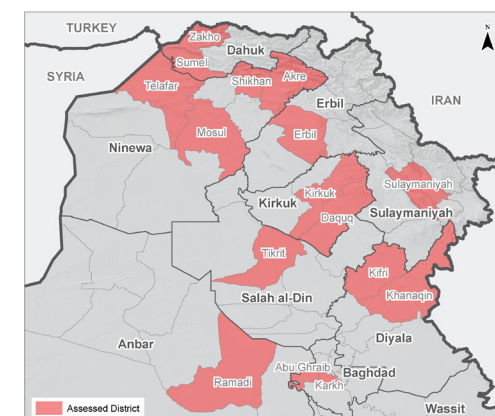 TURKEY
N
Zakho
Dahuk
Sumel
SYRIA
Telafar
Shikhan
Akre
Erbil
IRAN
Mosul
Erbil
Ninewa
Kirkuk
Sulaymaniyah
Kirkuk
Daquq
Sulaymaniyah
Tikrit
Kifri
Salah al-Din
Khanaqin
Diyala
Anbar
Abu Ghraib
Baghdad
Ramadi
Karkh
Assessed District
Wassit